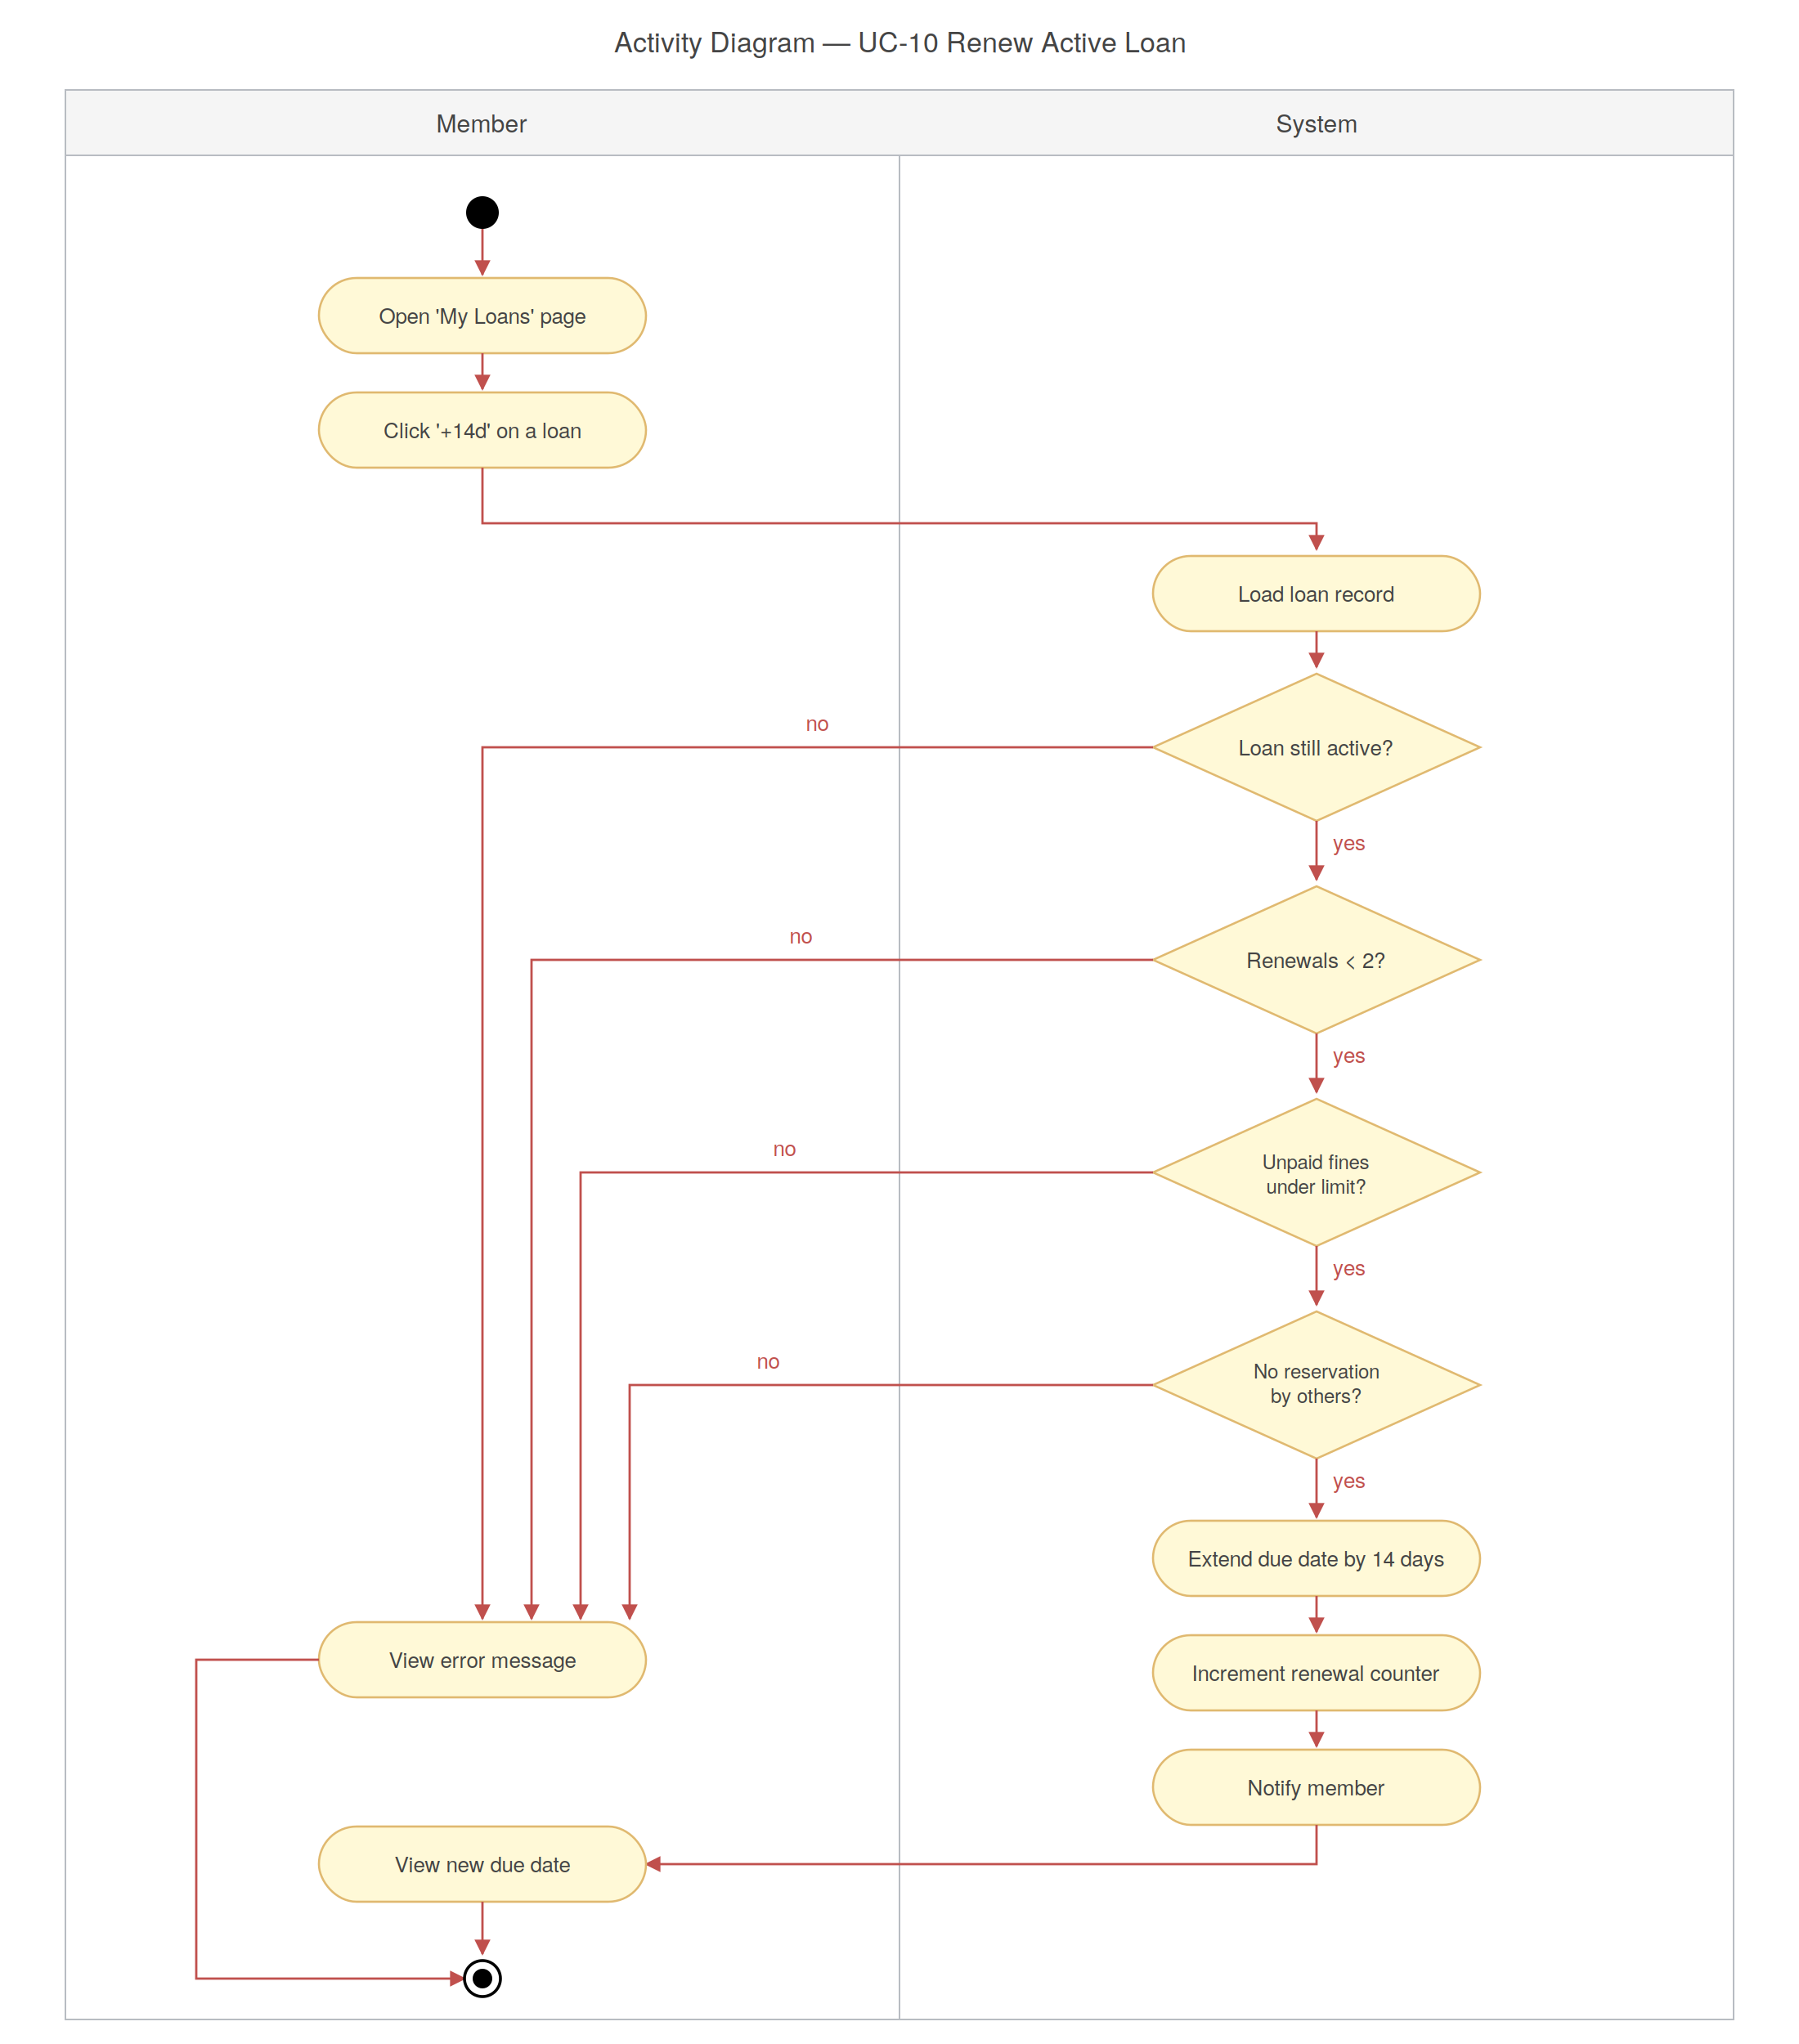 Activity Diagram — UC-10 Renew Active Loan
Member
System
Open 'My Loans' page
Click '+14d' on a loan
Load loan record
no
Loan still active?
yes
no
Renewals < 2?
yes
no
Unpaid fines
under limit?
yes
no
No reservation
by others?
yes
Extend due date by 14 days
View error message
Increment renewal counter
Notify member
View new due date